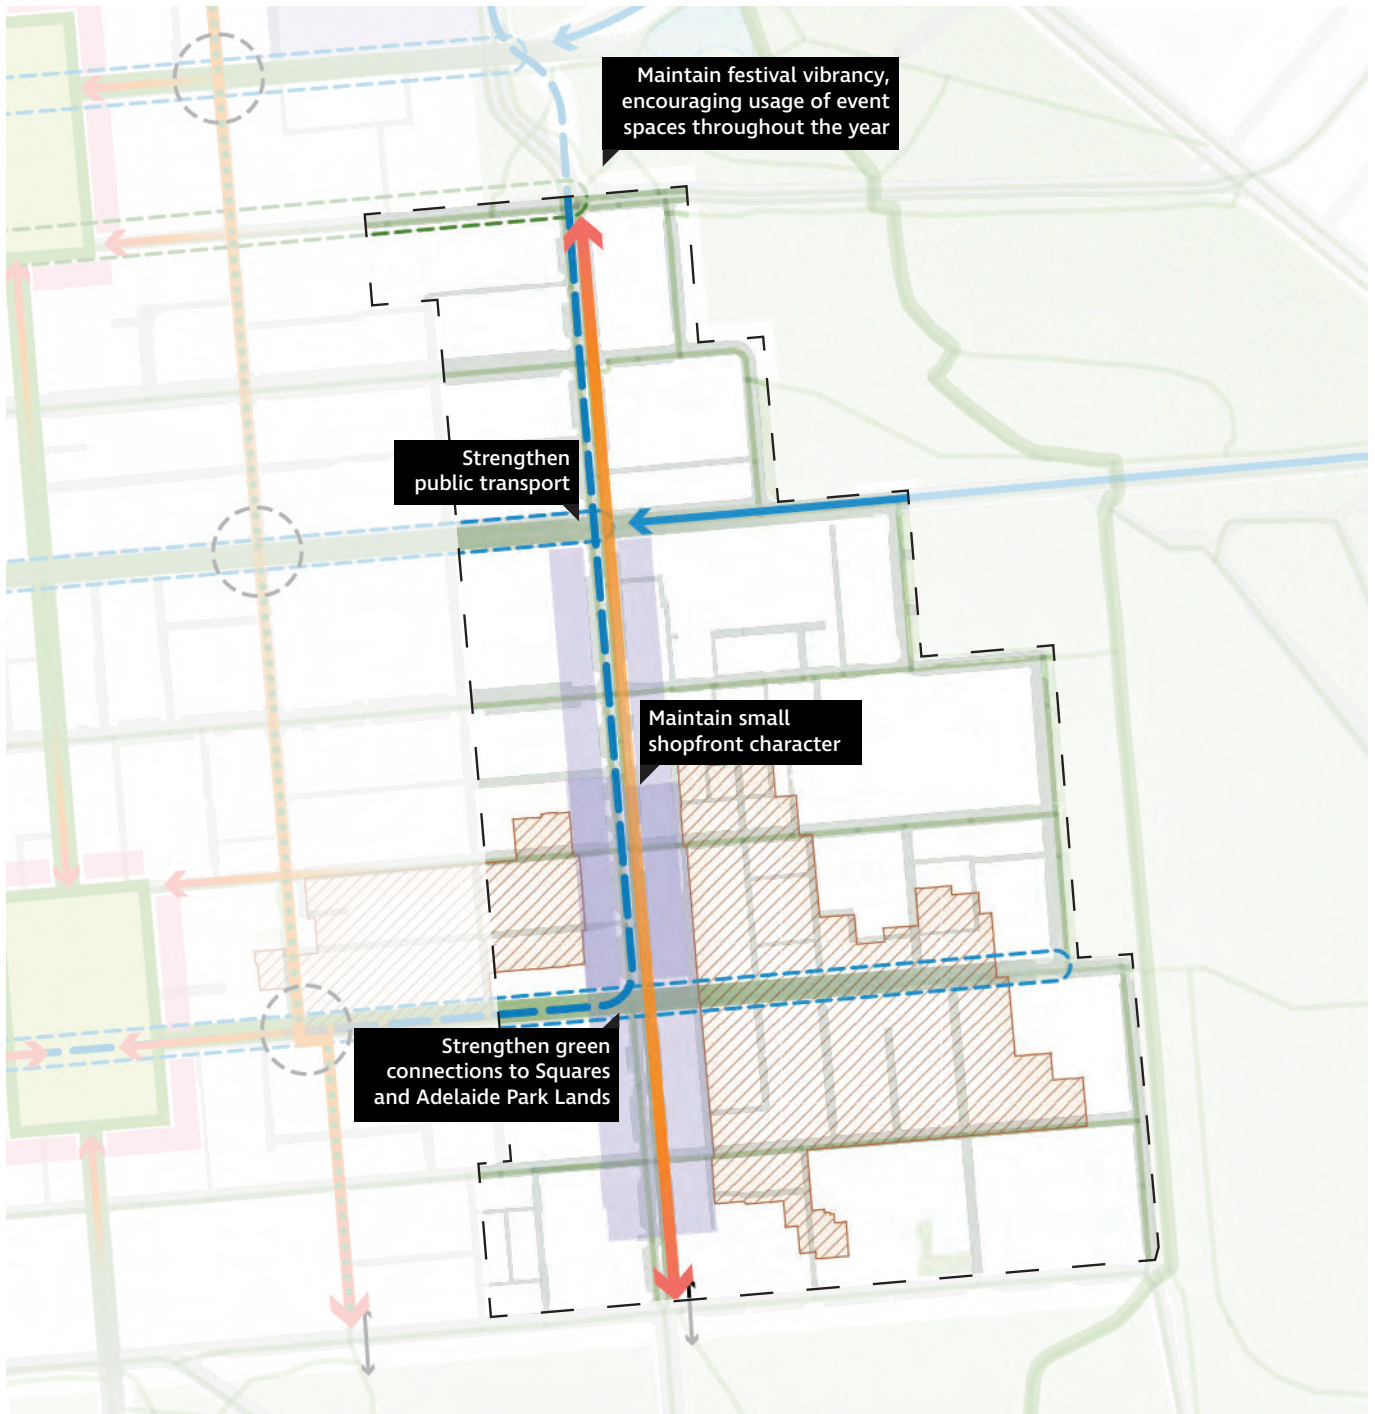 Maintain festival vibrancy,
encouraging usage of event
spaces throughout the year
Strengthen
public transport
Maintain small
shopfront character
Strengthen green
connections to Squares
and Adelaide Park Lands